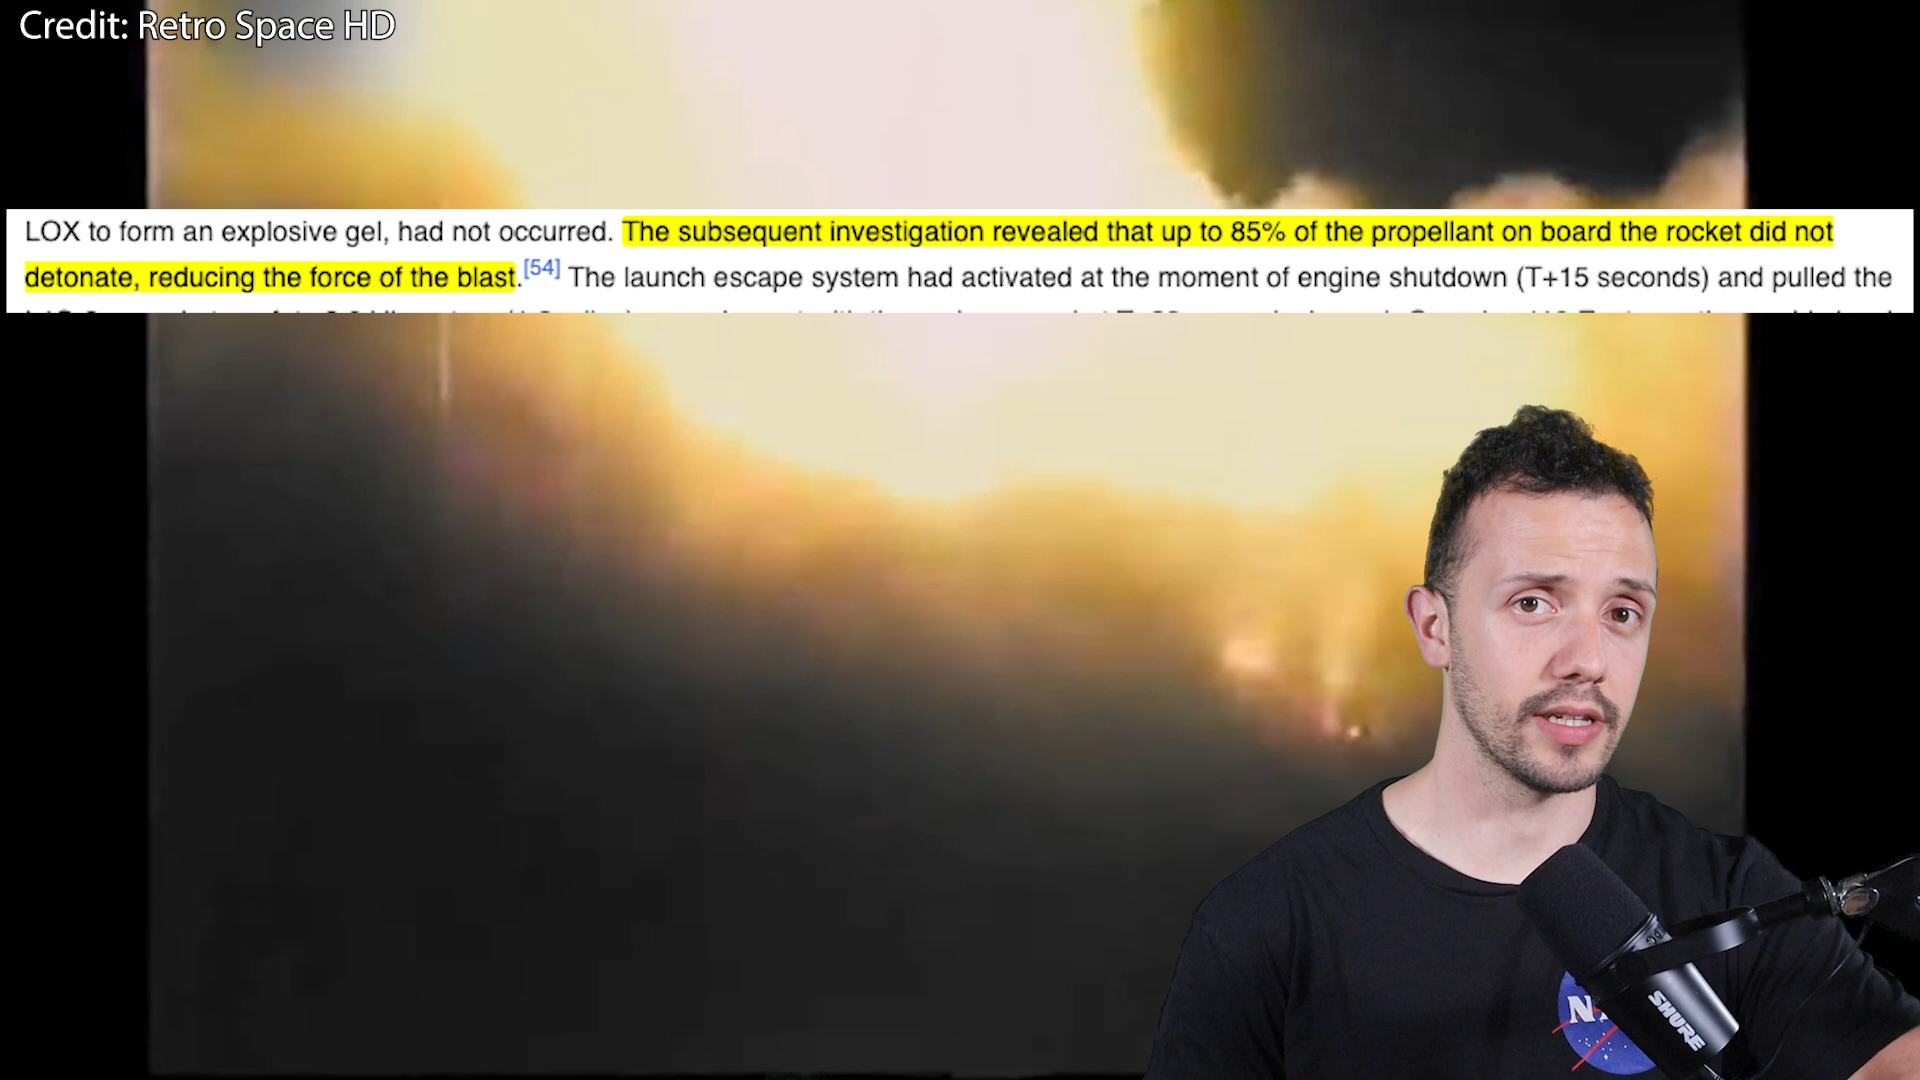 Credit: Retro Space HD
LOX to form an explosive gel, had not occurred. The subsequent investigation revealed that up to 85% of the propellant on board the rocket did not
detonate, reducing the force of the blast.[54] The launch escape system had activated at the moment of engine shutdown (T+15 seconds) and pulled the
SHURE